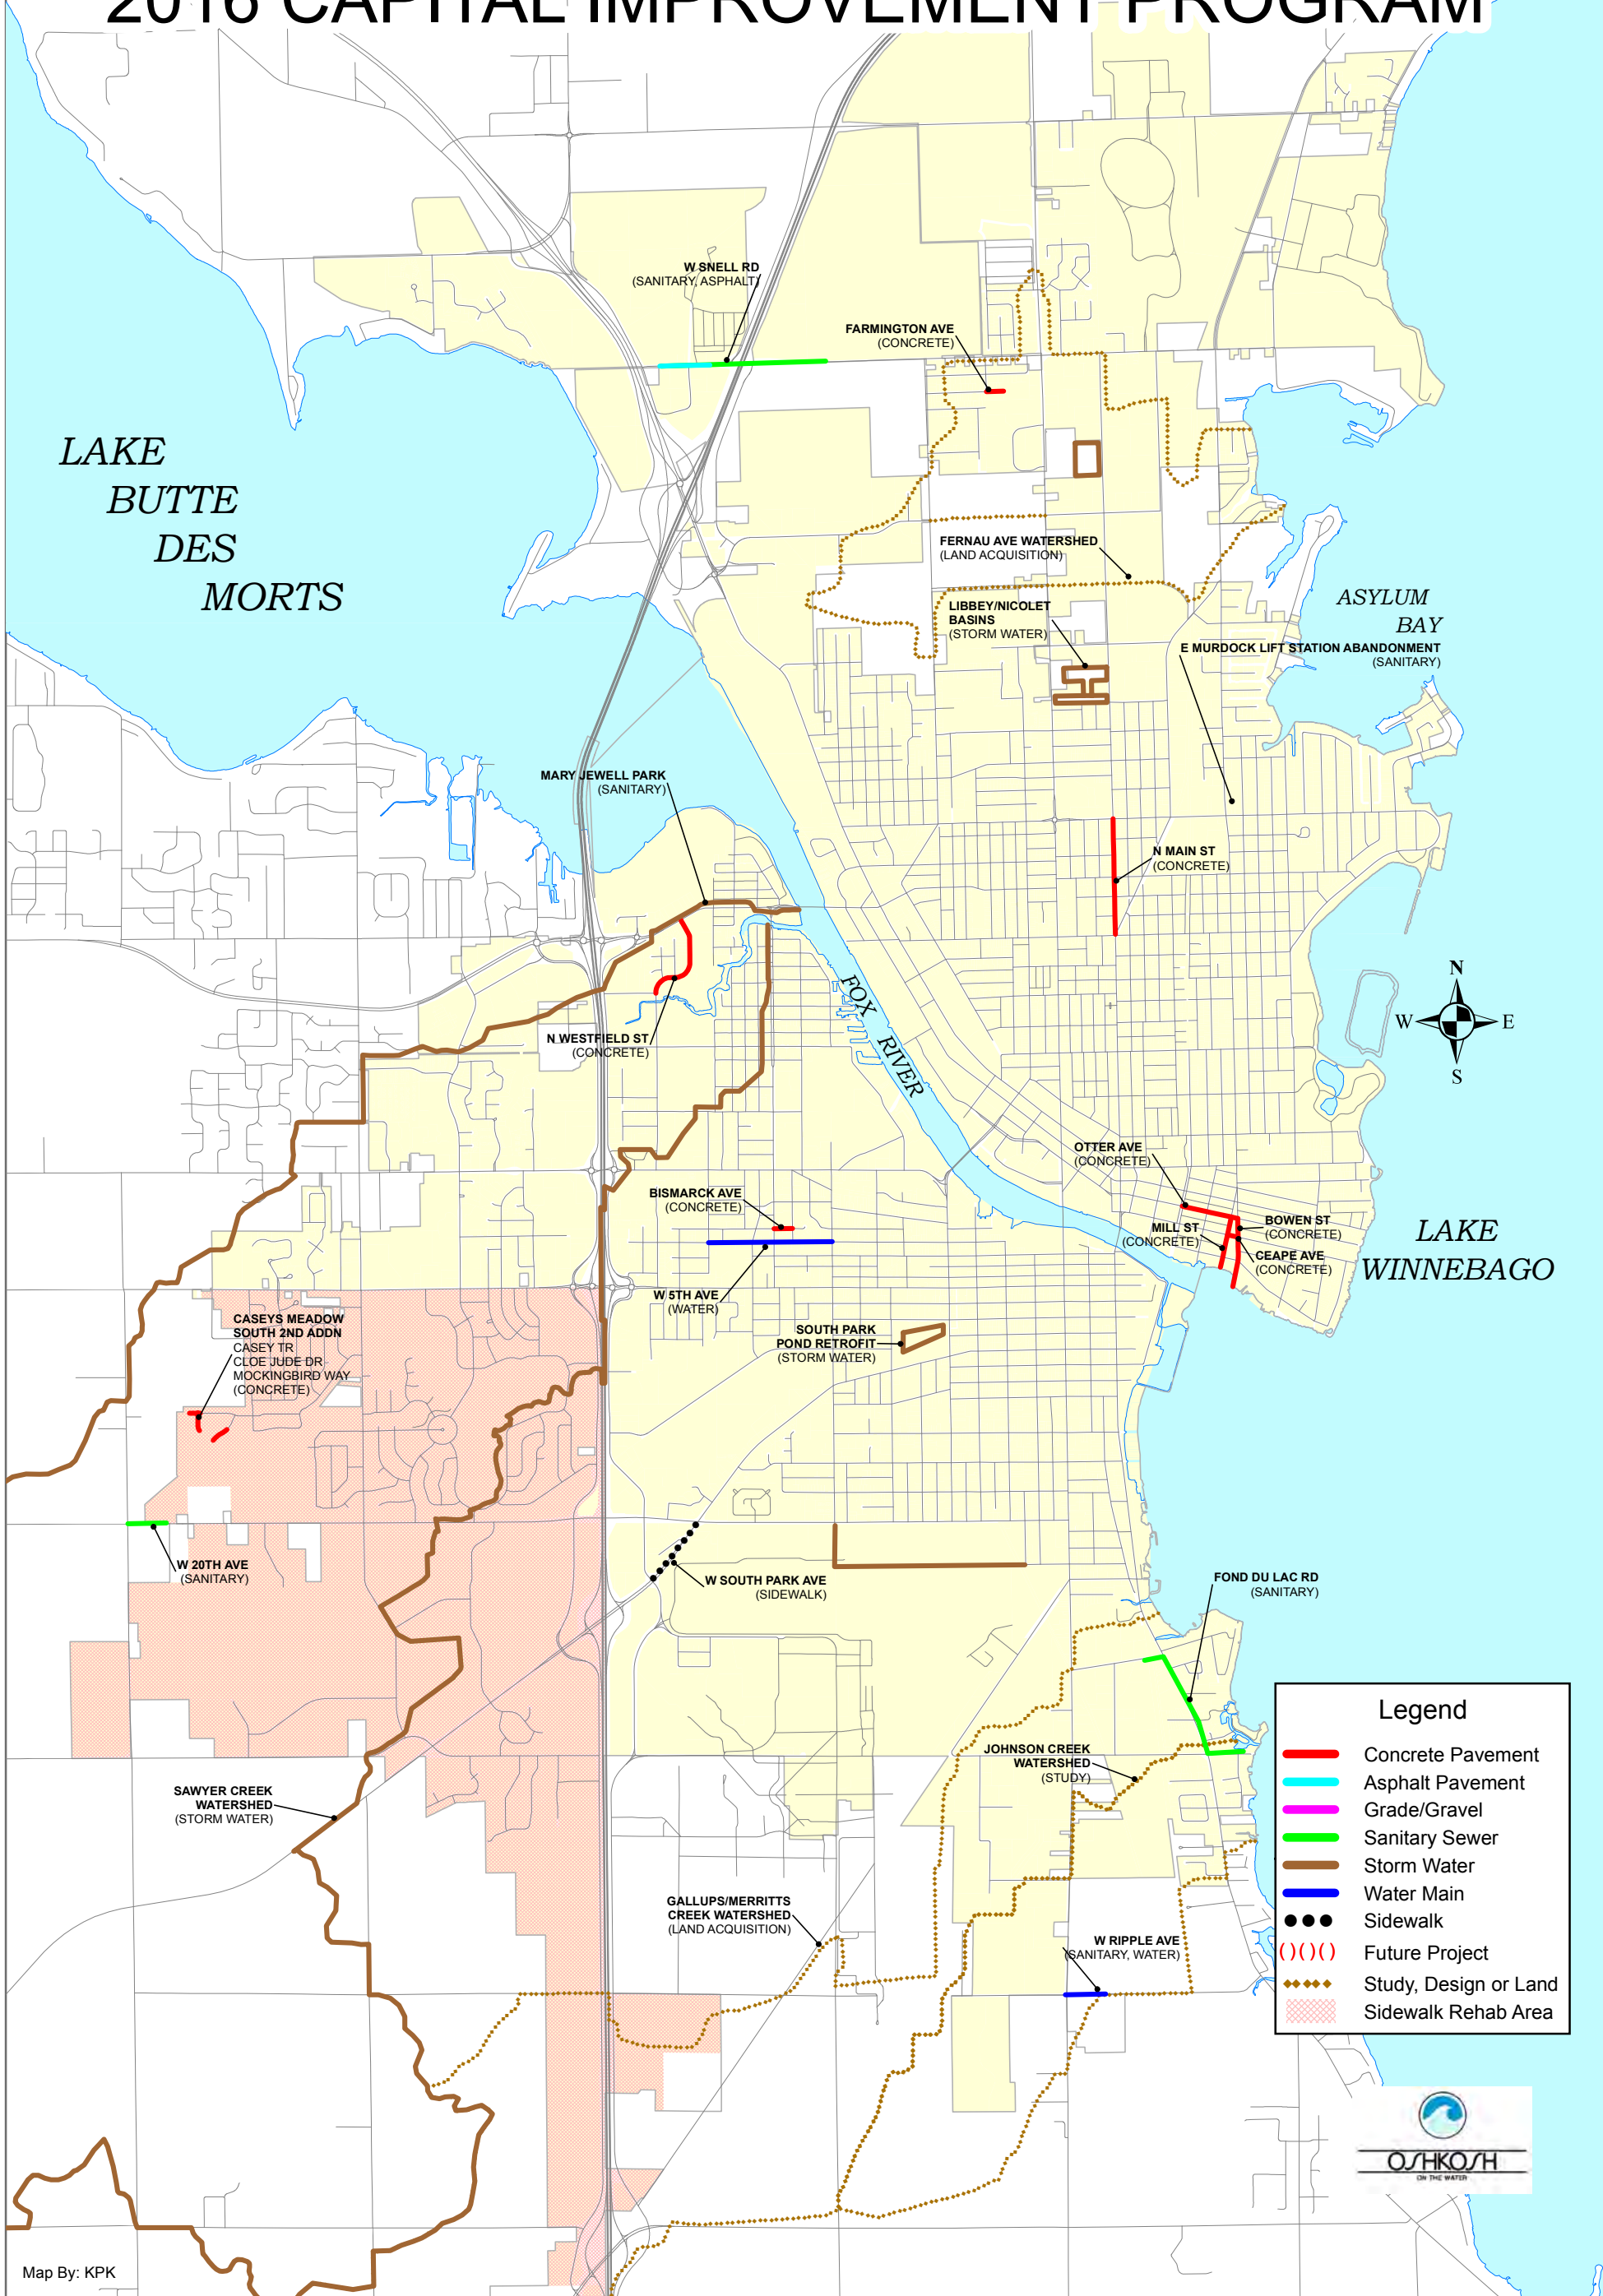 2016 CAPITAL IMPROVEMENT PROGRAM
W SNELL RD
(SANITARY, ASPHALT)
FARMINGTON AVE
(CONCRETE)
LAKE
BUTTE
DES
MORTS
FERNAU AVE WATERSHED
(LAND ACQUISITION)
LIBBEY/NICOLET
BASINS
(STORM WATER)
ASYLUM
BAY
E MURDOCK LIFT STATION ABANDONMENT
(SANITARY)
MARY JEWELL PARK
(SANITARY)
N MAIN ST
(CONCRETE)
N
W
E
S
FOX
RIVER
N WESTFIELD ST
(CONCRETE)
OTTER AVE
(CONCRETE)
BISMARCK AVE
(CONCRETE)
MILL ST
(CONCRETE)
BOWEN ST
(CONCRETE)
CEAPE AVE
(CONCRETE)
LAKE
WINNEBAGO
W 5TH AVE
(WATER)
CASEYS MEADOW
SOUTH 2ND ADDN
CASEY TR
CLOE JUDE DR
MOCKINGBIRD WAY
(CONCRETE)
SOUTH PARK
POND RETROFIT
(STORM WATER)
W 20TH AVE
(SANITARY)
W SOUTH PARK AVE
(SIDEWALK)
FOND DU LAC RD
(SANITARY)
JOHNSON CREEK
WATERSHED
(STUDY)
SAWYER CREEK
WATERSHED
(STORM WATER)
GALLUPS/MERRITTS
CREEK WATERSHED
(LAND ACQUISITION)
W RIPPLE AVE
(SANITARY, WATER)
Legend
Concrete Pavement
Asphalt Pavement
Grade/Gravel
Sanitary Sewer
Storm Water
Water Main
Sidewalk
Future Project
Study, Design or Land
Sidewalk Rehab Area
OSHKOSH
ON THE WATER
Map By: KPK